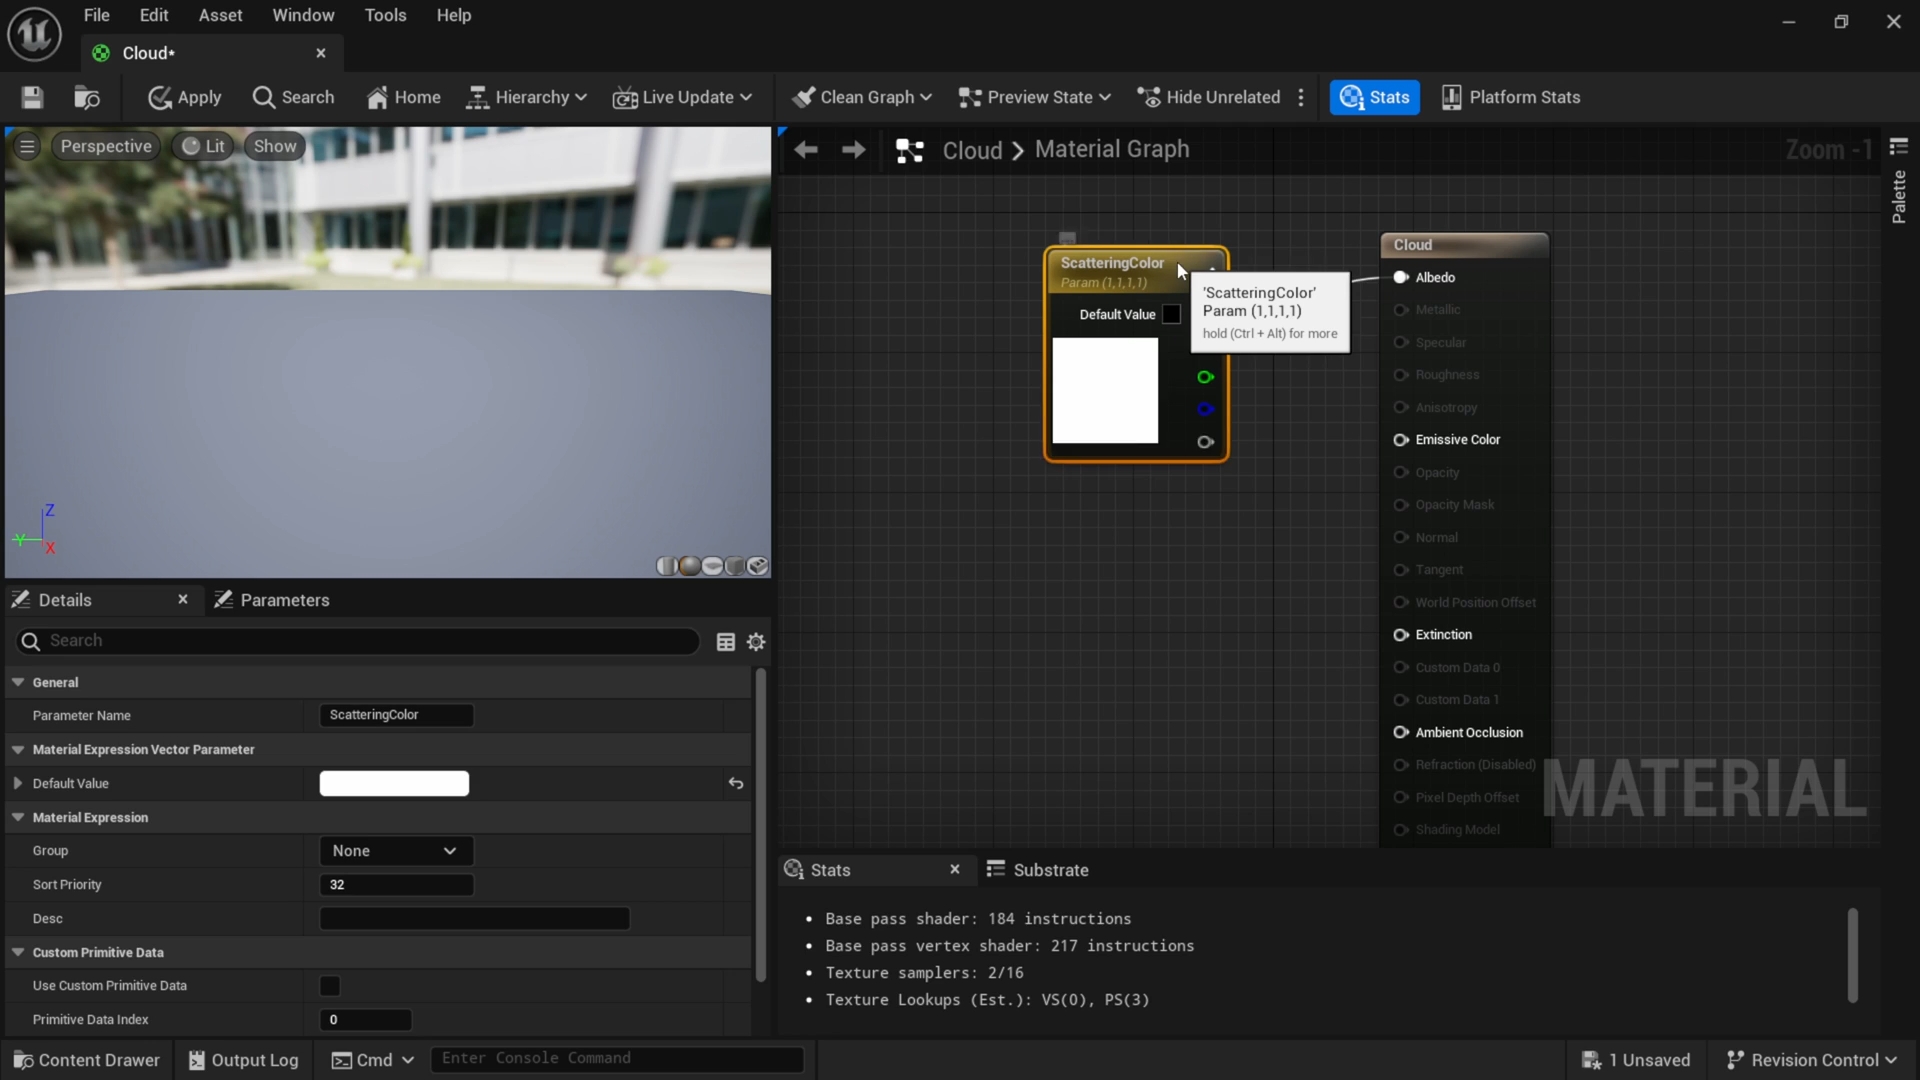 File
Edit
Asset
Window
Tools
Help
Cloud*
Apply
Search
Home
Hierarchy
Live Update
Clean Graph
Preview State
Hide Unrelated
Stats
Platform Stats
Perspective
Lit
Show
Cloud > Material Graph
Zoom -1
Palette
ScatteringColor
Param (1,1,1,1)
Default Value
'ScatteringColor'
Param (1,1,1,1)
hold (Ctrl + Alt) for more
Cloud
Albedo
Metallic
Specular
Roughness
Anisotropy
Emissive Color
Opacity
Opacity Mask
Normal
Tangent
World Position Offset
Extinction
Custom Data 0
Custom Data 1
Ambient Occlusion
Refraction (Disabled)
Pixel Depth Offset
Shading Model
MATERIAL
Z
Y
X
Details
Parameters
Search
General
Parameter Name
ScatteringColor
Material Expression Vector Parameter
Default Value
Material Expression
Group
None
Sort Priority
32
Desc
Custom Primitive Data
Use Custom Primitive Data
Primitive Data Index
0
Stats
Substrate
• Base pass shader: 184 instructions
• Base pass vertex shader: 217 instructions
• Texture samplers: 2/16
• Texture Lookups (Est.): VS(0), PS(3)
Content Drawer
Output Log
Cmd
Enter Console Command
1 Unsaved
Revision Control